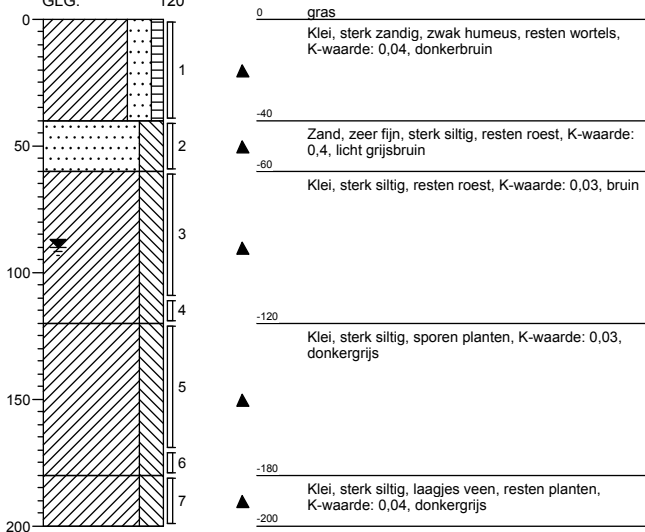 GLG: 120
0 gras
0
Klei, sterk zandig, zwak humeus, resten wortels,
K-waarde: 0,04, donkerbruin
1
-40
Zand, zeer fijn, sterk siltig, resten roest, K-waarde:
0,4, licht grijsbruin
2
50
-60
Klei, sterk siltig, resten roest, K-waarde: 0,03, bruin
3
100
4
-120
Klei, sterk siltig, sporen planten, K-waarde: 0,03,
donkergrijs
5
150
6
-180
Klei, sterk siltig, laagjes veen, resten planten,
K-waarde: 0,04, donkergrijs
7
200
-200